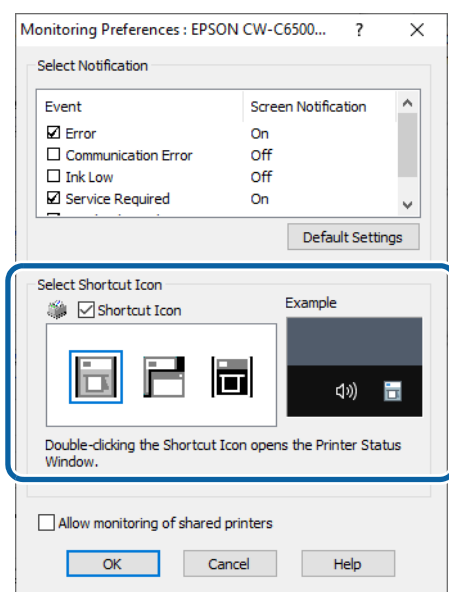 Monitoring Preferences : EPSON CW-C6500... ? ×
Select Notification
Event Screen Notification
Error On
Communication Error Off
Ink Low Off
Service Required On
Default Settings
Select Shortcut Icon
Shortcut Icon
Example
Double-clicking the Shortcut Icon opens the Printer Status
Window.
Allow monitoring of shared printers
OK Cancel Help